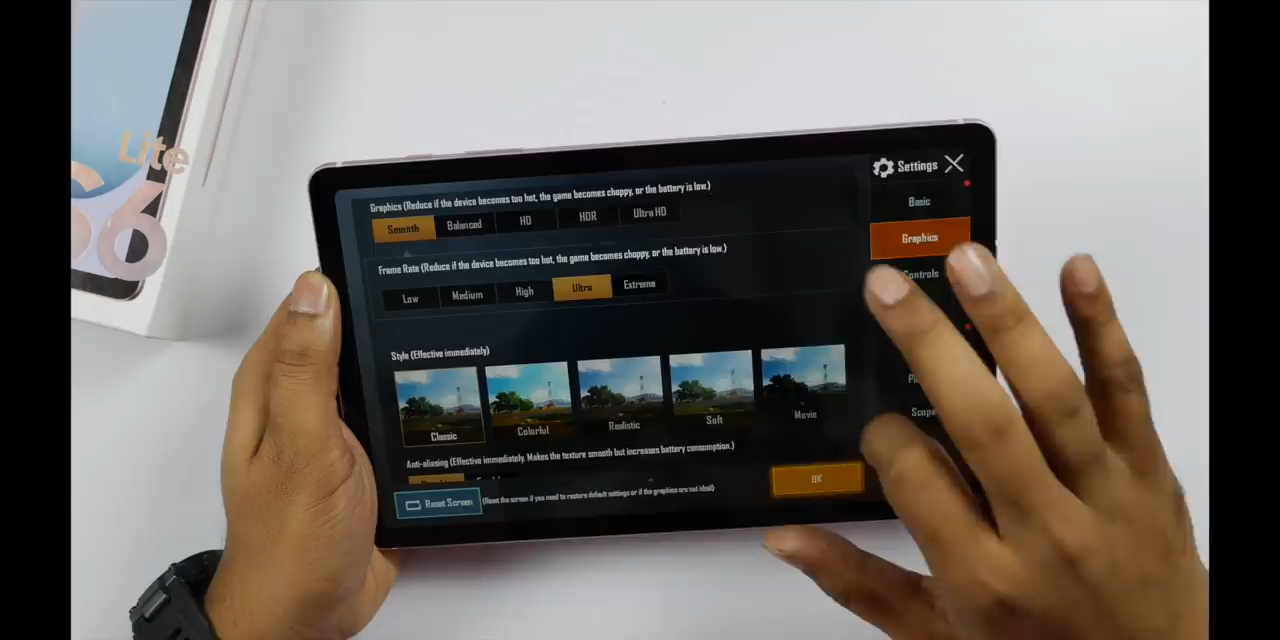 Lite
S6
Settings
Graphics (Reduce if the device becomes too hot, the game becomes choppy, or the battery is low.)
Basic
Smooth Balanced HD HDR Ultra HD
Graphics
Frame Rate (Reduce if the device becomes too hot, the game becomes choppy, or the battery is low.)
Controls
Low Medium High Ultra Extreme
Style (Effective immediately)
Classic Colorful Realistic Soft Movie
Scope
Anti-aliasing (Effective immediately. Makes the texture smooth but increases battery consumption.)
Reset Screen (Reset the screen if you need to restore default settings or if the graphics are not ideal)
OK